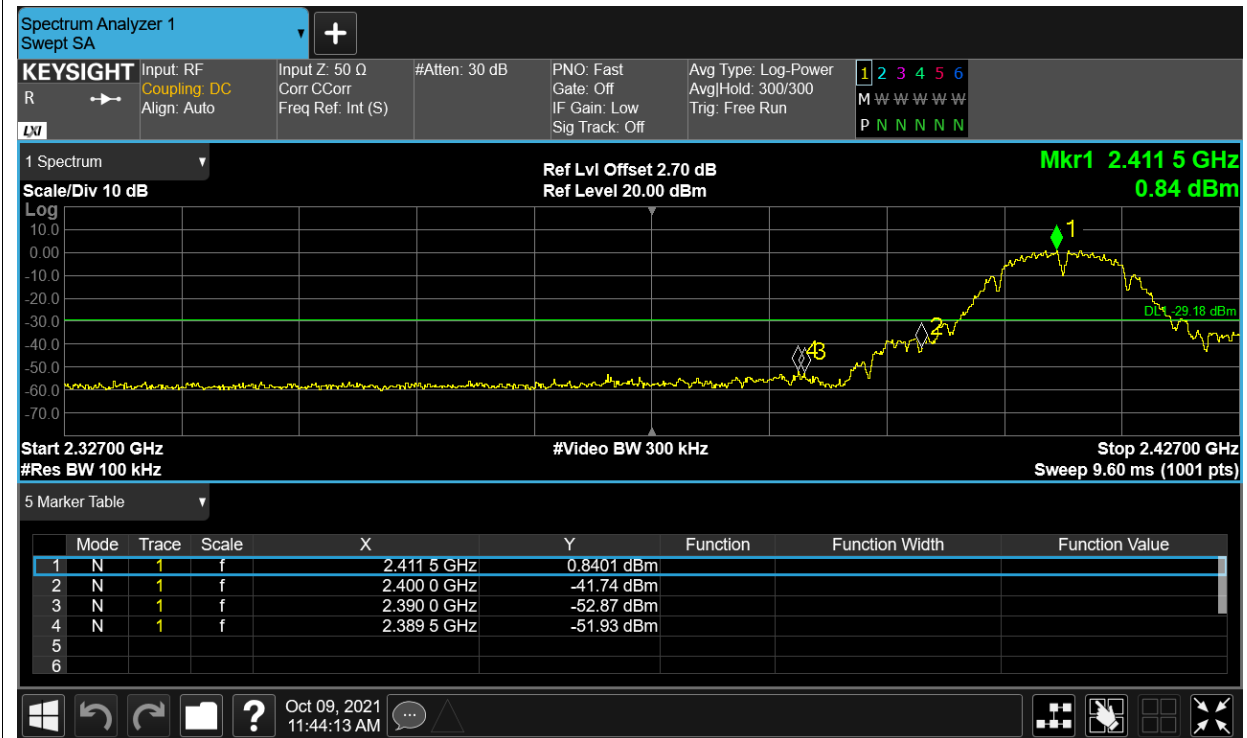 Spectrum Analyzer 1
Swept SA
KEYSIGHT Input: RF Input Z: 50 Ω #Atten: 30 dB PNO: Fast Avg Type: Log-Power 1 2 3 4 5 6
R Coupling: DC Corr CCorr Gate: Off Avg|Hold: 300/300 M W W W W W
Align: Auto Freq Ref: Int (S) IF Gain: Low Trig: Free Run
LXI Sig Track: Off P N N N N N
1 Spectrum Ref Lvl Offset 2.70 dB Mkr1 2.411 5 GHz
Scale/Div 10 dB Ref Level 20.00 dBm 0.84 dBm
Log
10.0
1
0.00
-10.0
-20.0
DL1 -29.18 dBm
-30.0
2
-40.0
4 3
-50.0
-60.0
-70.0
Start 2.32700 GHz #Video BW 300 kHz Stop 2.42700 GHz
#Res BW 100 kHz Sweep 9.60 ms (1001 pts)
5 Marker Table
Mode Trace Scale X Y Function Function Width Function Value
1 N 1 f 2.411 5 GHz 0.8401 dBm
2 N 1 f 2.400 0 GHz -41.74 dBm
3 N 1 f 2.390 0 GHz -52.87 dBm
4 N 1 f 2.389 5 GHz -51.93 dBm
5
6
? Oct 09, 2021
11:44:13 AM